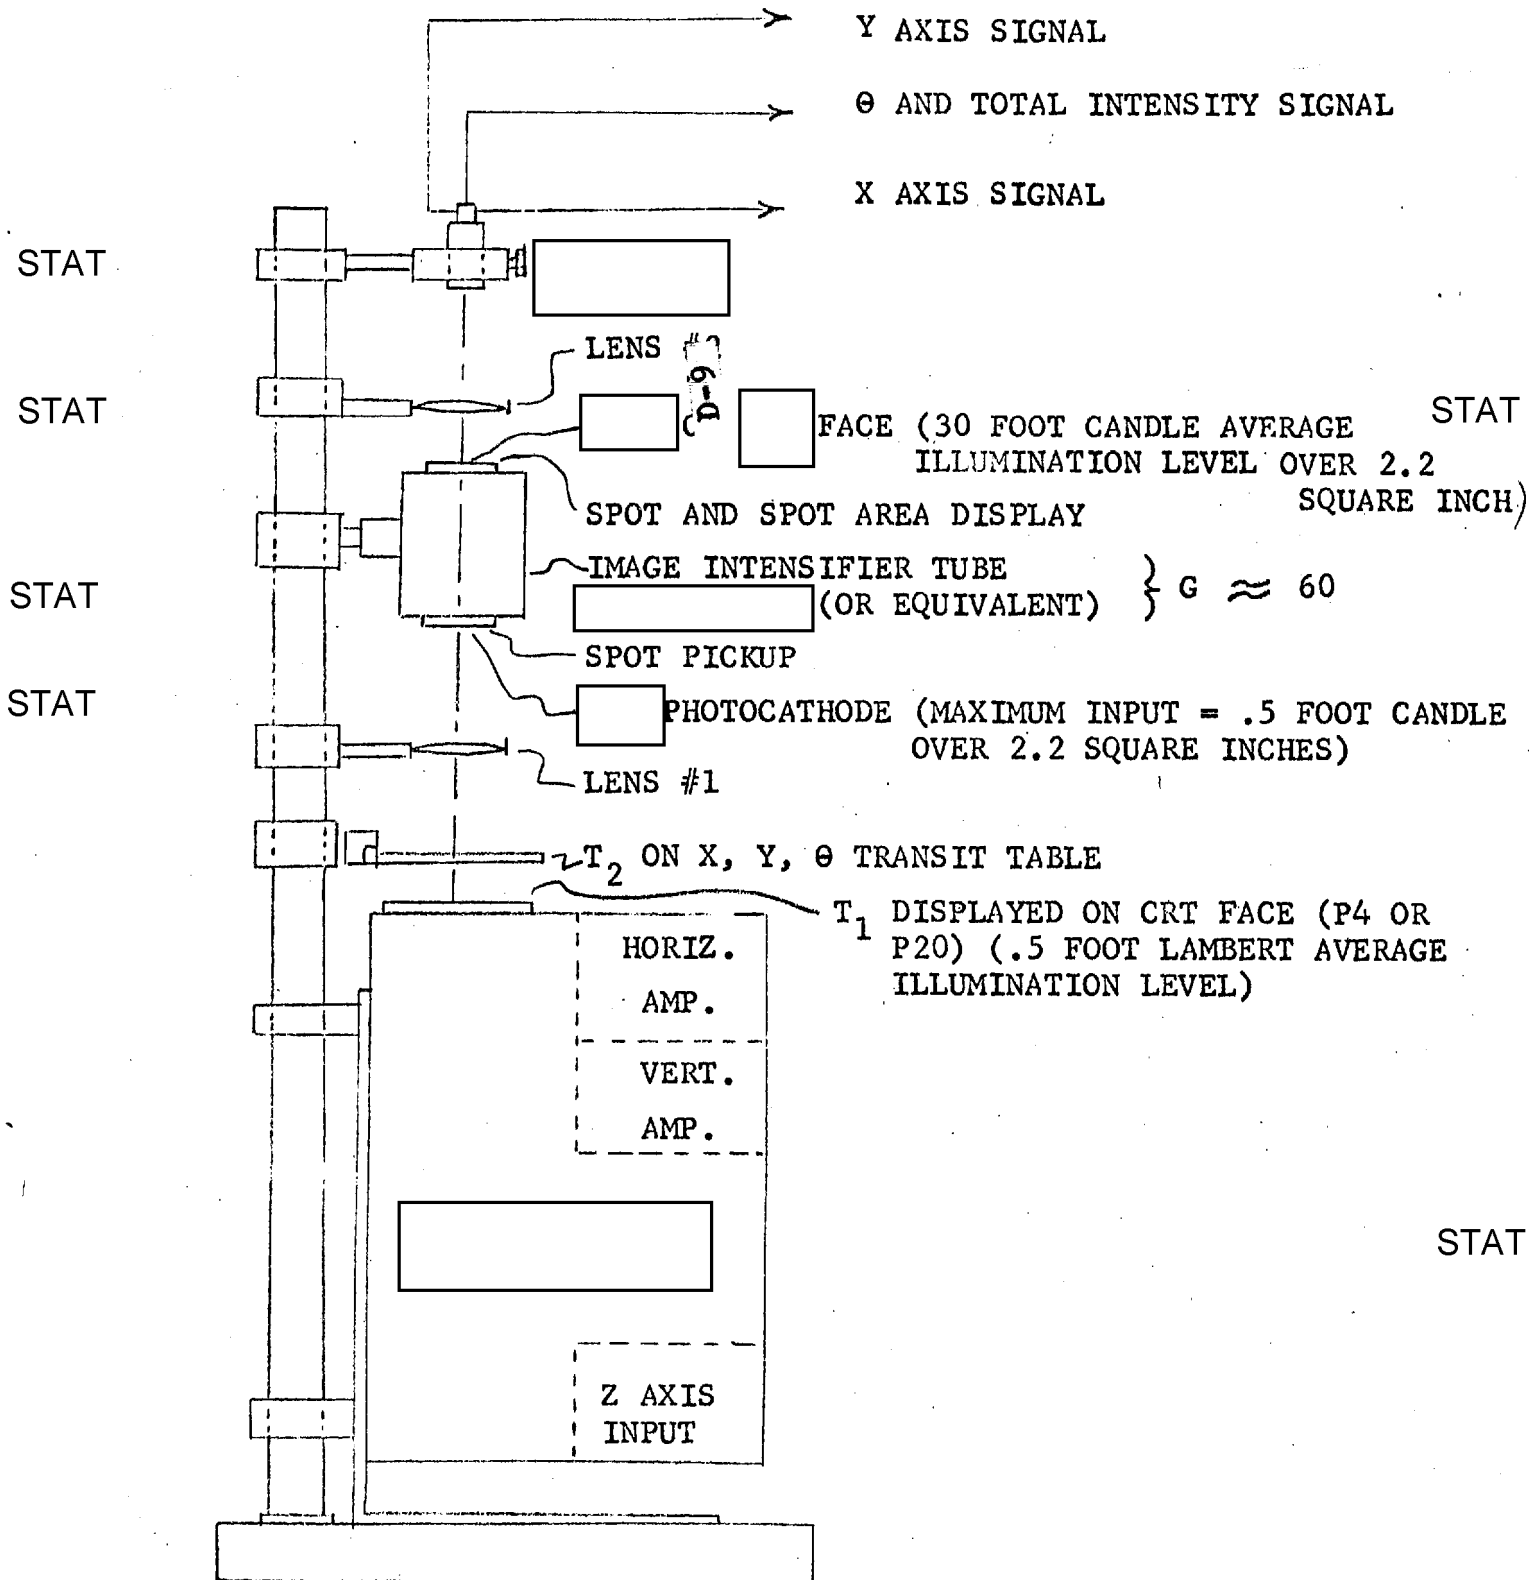 Y AXIS SIGNAL
Θ AND TOTAL INTENSITY SIGNAL
X AXIS SIGNAL
STAT
LENS
D-9
STAT
STAT
FACE (30 FOOT CANDLE AVERAGE
ILLUMINATION LEVEL OVER 2.2
SQUARE INCH)
SPOT AND SPOT AREA DISPLAY
IMAGE INTENSIFIER TUBE
(OR EQUIVALENT) } G ≈ 60
STAT
SPOT PICKUP
STAT
PHOTOCATHODE (MAXIMUM INPUT = .5 FOOT CANDLE
OVER 2.2 SQUARE INCHES)
LENS #1
T2 ON X, Y, Θ TRANSIT TABLE
T1 DISPLAYED ON CRT FACE (P4 OR
P20) (.5 FOOT LAMBERT AVERAGE
ILLUMINATION LEVEL)
HORIZ.
AMP.
VERT.
AMP.
STAT
Z AXIS
INPUT